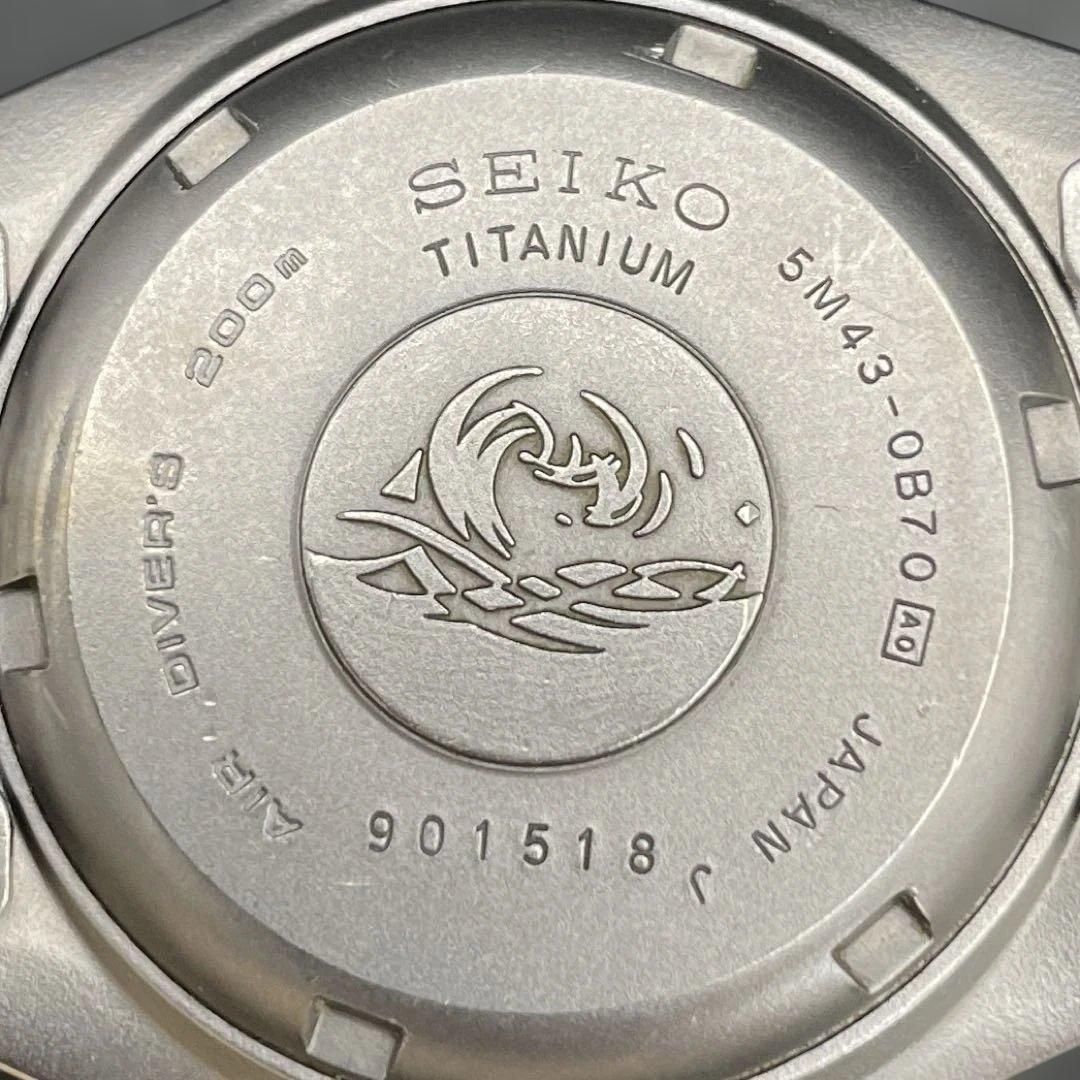 SEIKO
TITANIUM
5M43-0B70 A0
JAPAN J
901518
AIR DIVER'S 200m